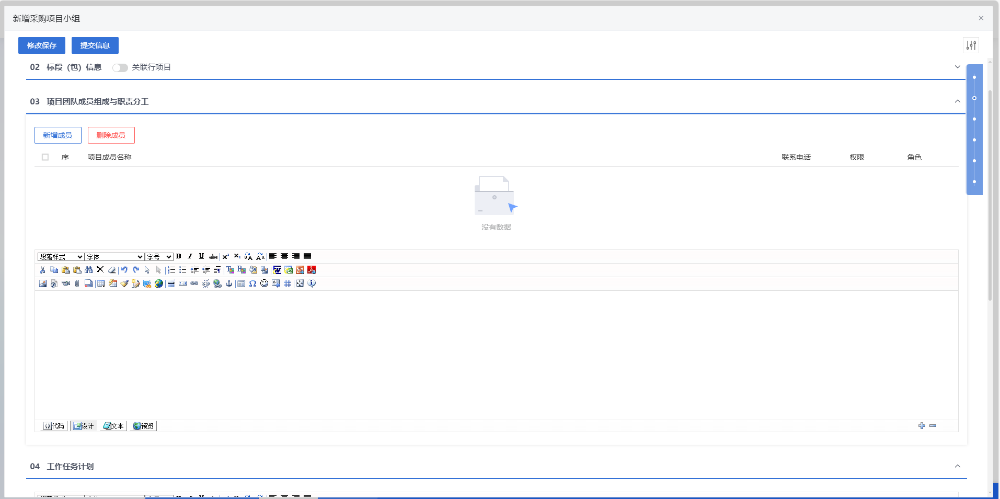 新增采购项目小组
修改保存 提交信息
02 标段（包）信息 关联行项目
03 项目团队成员组成与职责分工
新增成员 删除成员
序 项目成员名称 联系电话 权限 角色
没有数据
段落样式 字体 字号
代码 设计 文本 预览
04 工作任务计划